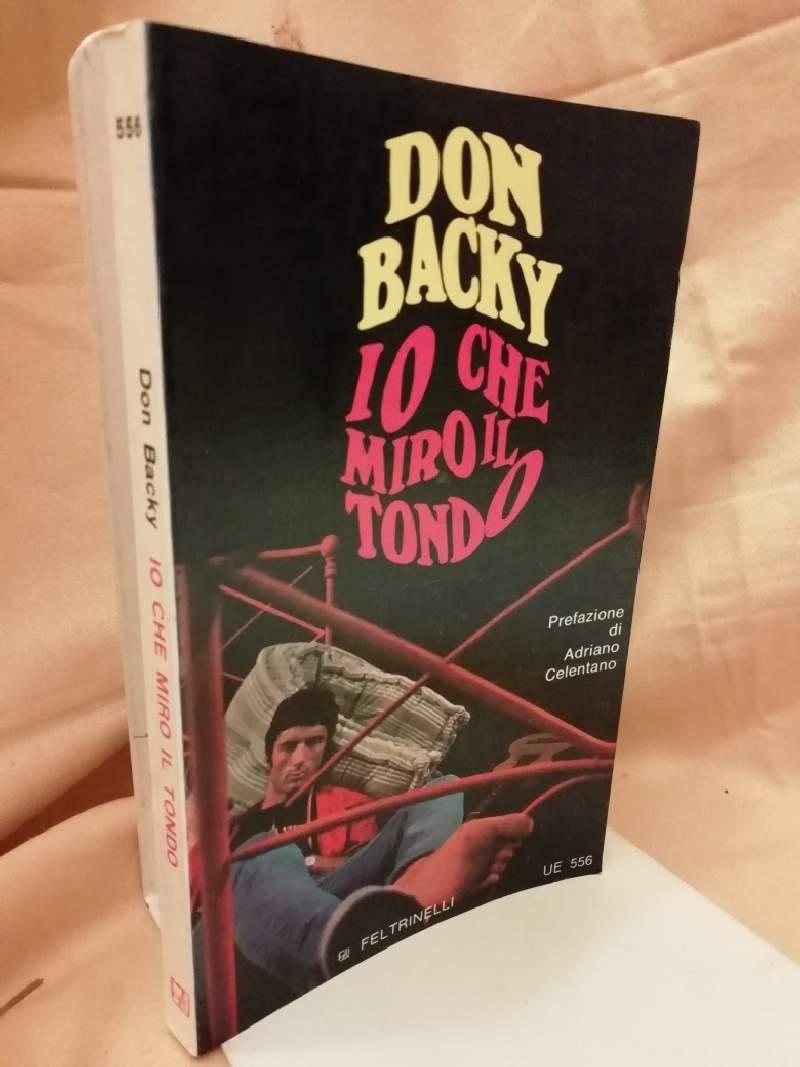 556
Don Backy IO CHE MIRO IL TONDO
DON
BACKY
IO CHE
MIRO IL
TONDO
Prefazione
di
Adriano
Celentano
UE 556
FELTRINELLI